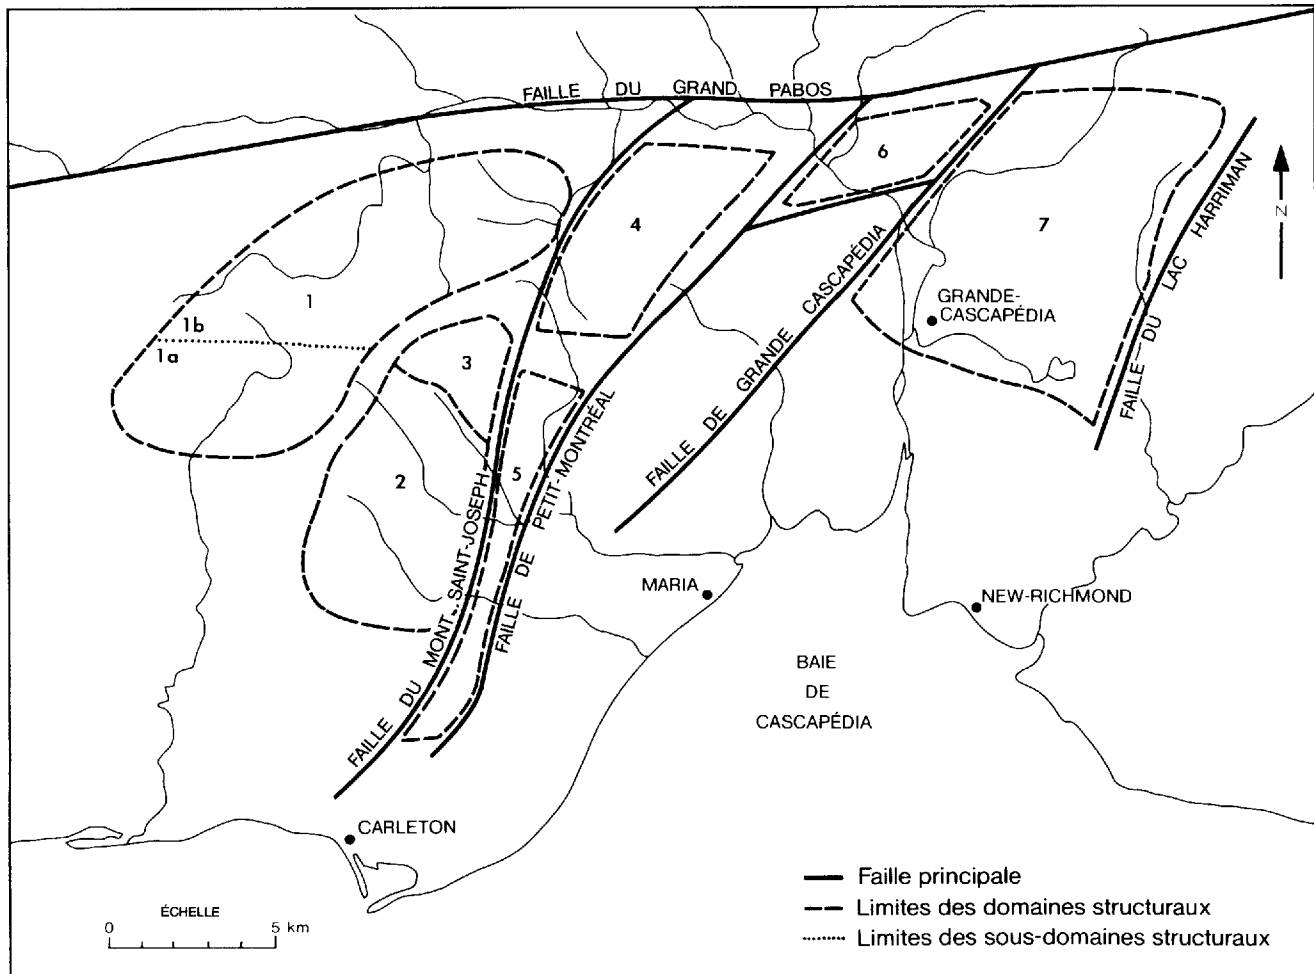 FAILLE DU GRAND PABOS
6
4
7
N
FAILLE DU LAC HARRIMAN
1
1b
1a
GRANDE-
CASCAPÉDIA
3
FAILLE DE GRANDE CASCAPÉDIA
2
5
FAILLE DU MONT SAINT-JOSEPH
FAILLE DE PETIT-MONTRÉAL
MARIA
NEW-RICHMOND
BAIE
DE
CASCAPÉDIA
CARLETON
Faille principale
Limites des domaines structuraux
Limites des sous-domaines structuraux
ÉCHELLE
0 5 km